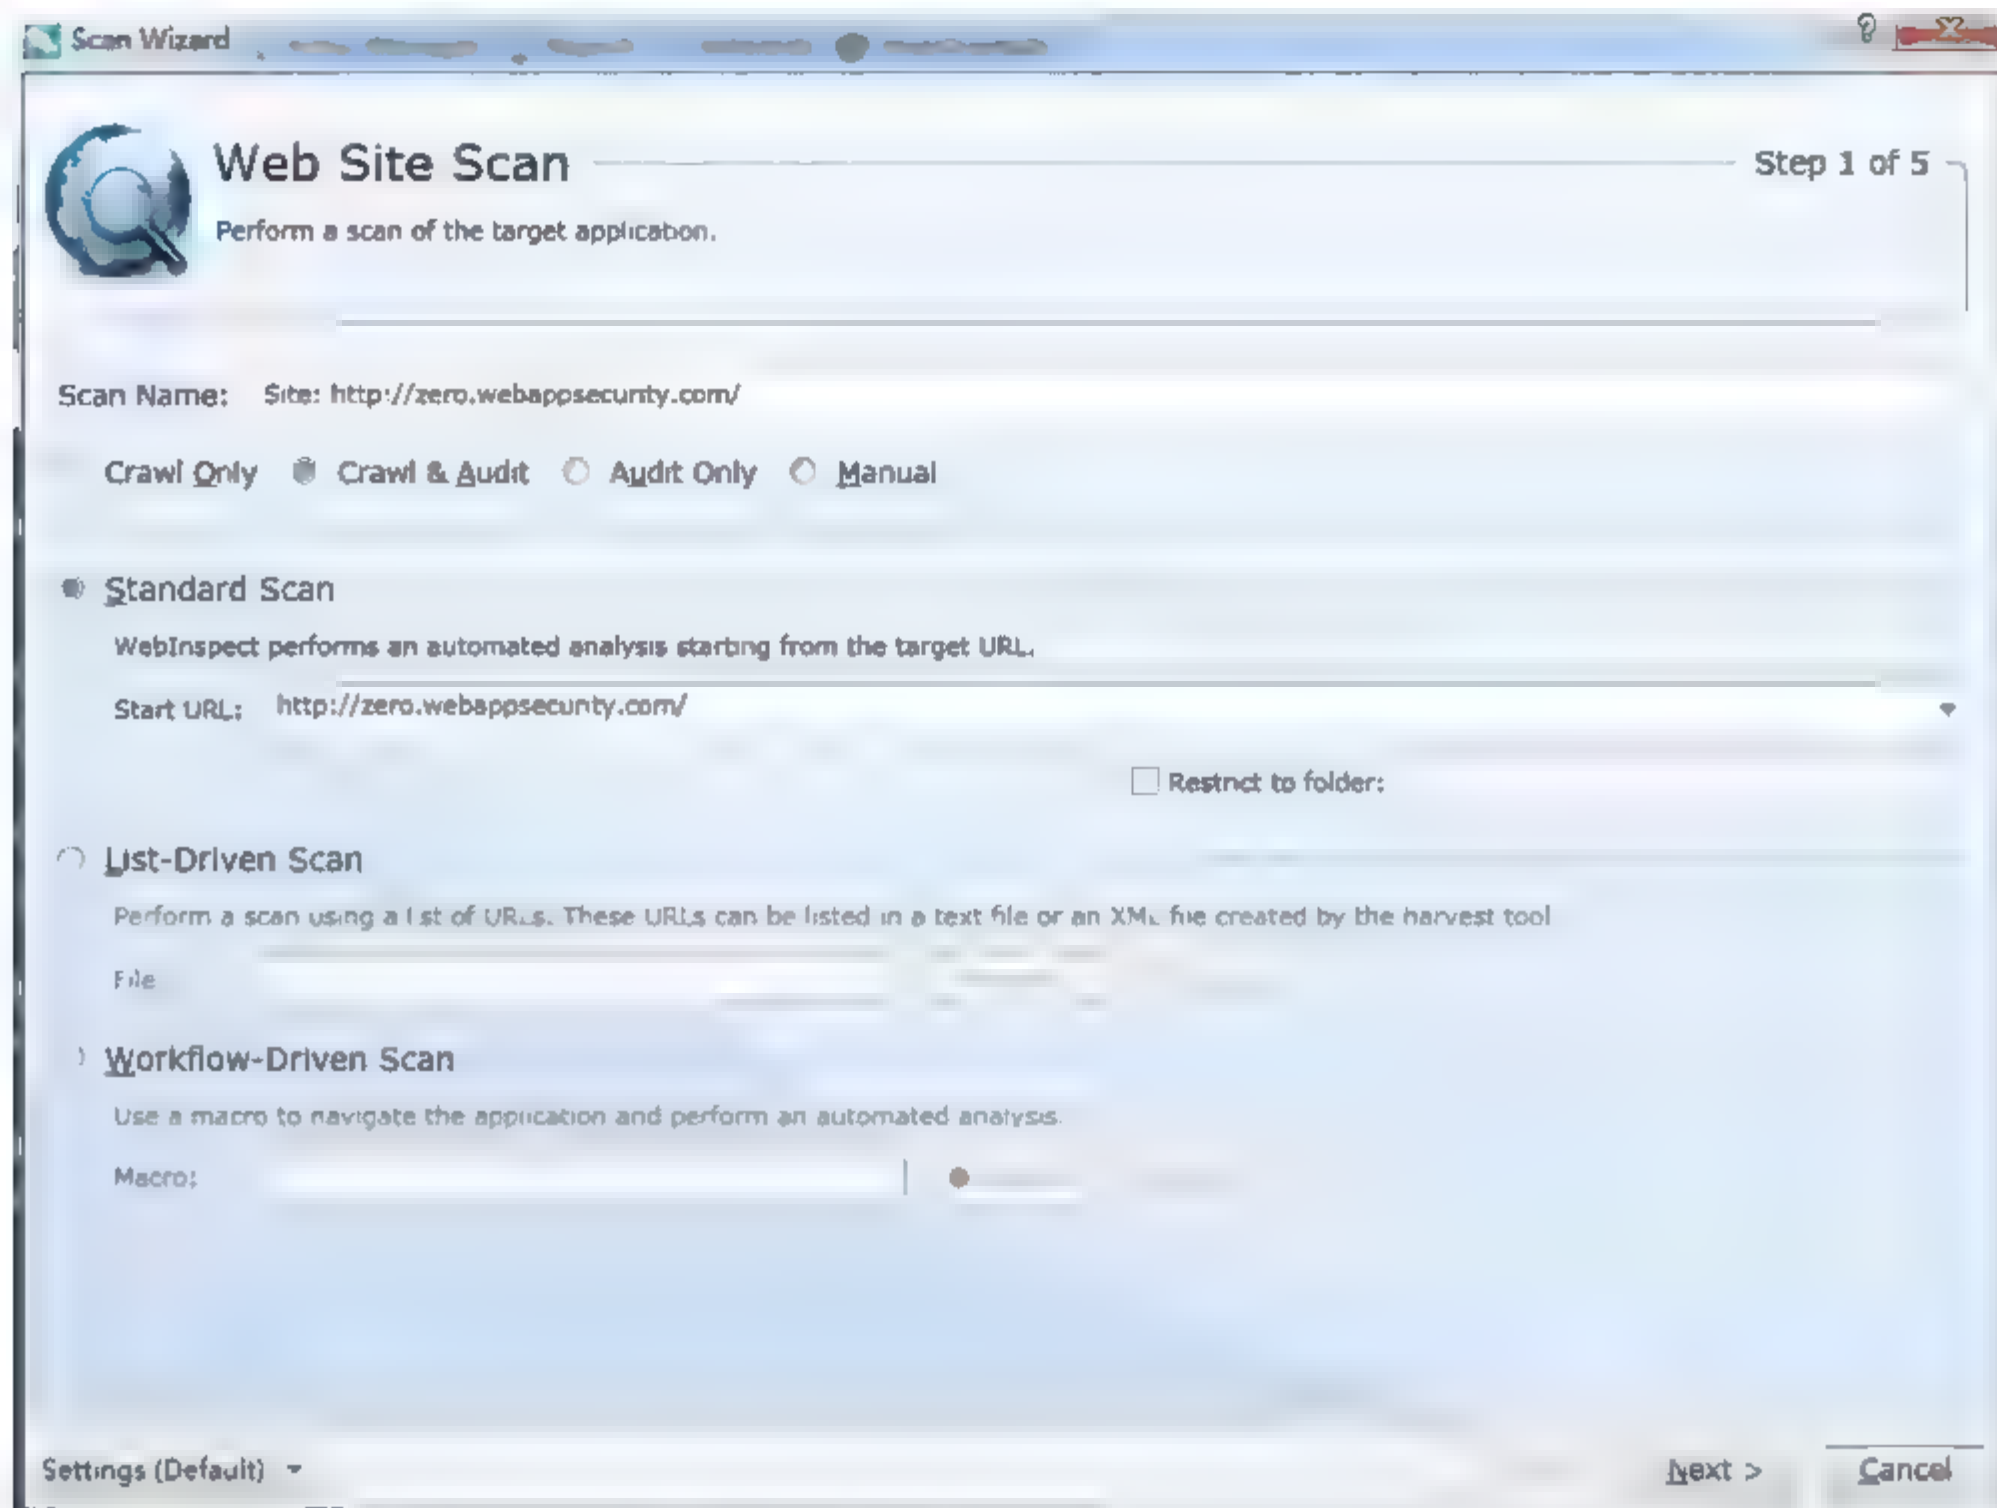 Scan Wizard
Web Site Scan
Step 1 of 5
Perform a scan of the target application.
Scan Name: Site: http://zero.webappsecurity.com/
Crawl Only Crawl & Audit Audit Only Manual
Standard Scan
WebInspect performs an automated analysis starting from the target URL.
Start URL: http://zero.webappsecurity.com/
Restrict to folder:
List-Driven Scan
Perform a scan using a list of URLs. These URLs can be listed in a text file or an XML file created by the harvest tool
File
Workflow-Driven Scan
Use a macro to navigate the application and perform an automated analysis.
Macro:
Settings (Default)
Next > Cancel